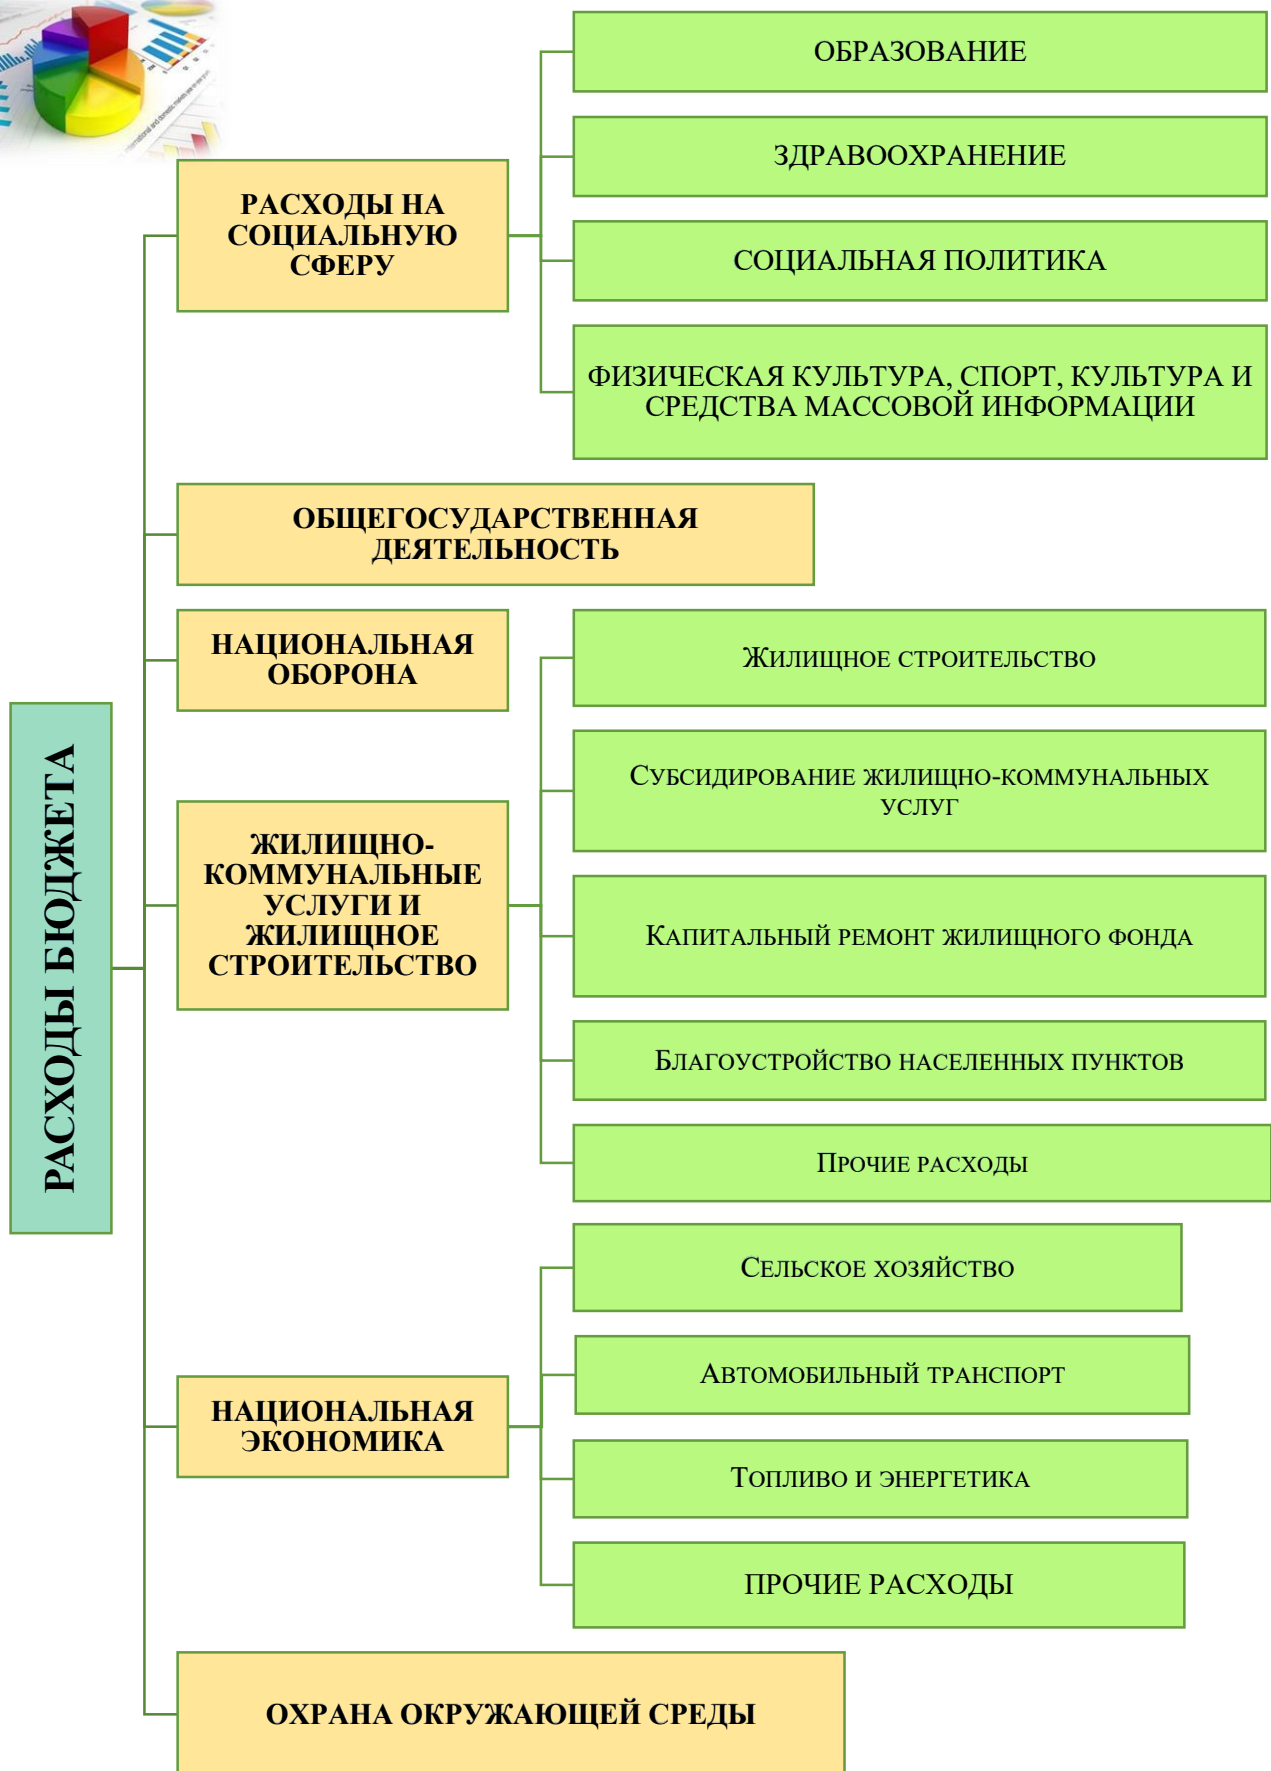 РАСХОДЫ БЮДЖЕТА
РАСХОДЫ НА
СОЦИАЛЬНУЮ
СФЕРУ
ОБРАЗОВАНИЕ
ЗДРАВООХРАНЕНИЕ
СОЦИАЛЬНАЯ ПОЛИТИКА
ФИЗИЧЕСКАЯ КУЛЬТУРА, СПОРТ, КУЛЬТУРА И
СРЕДСТВА МАССОВОЙ ИНФОРМАЦИИ
ОБЩЕГОСУДАРСТВЕННАЯ
ДЕЯТЕЛЬНОСТЬ
НАЦИОНАЛЬНАЯ
ОБОРОНА
ЖИЛИЩНО-
КОММУНАЛЬНЫЕ
УСЛУГИ И
ЖИЛИЩНОЕ
СТРОИТЕЛЬСТВО
Жилищное строительство
Субсидирование жилищно-коммунальных
услуг
Капитальный ремонт жилищного фонда
Благоустройство населенных пунктов
Прочие расходы
НАЦИОНАЛЬНАЯ
ЭКОНОМИКА
Сельское хозяйство
Автомобильный транспорт
Топливо и энергетика
ПРОЧИЕ РАСХОДЫ
ОХРАНА ОКРУЖАЮЩЕЙ СРЕДЫ